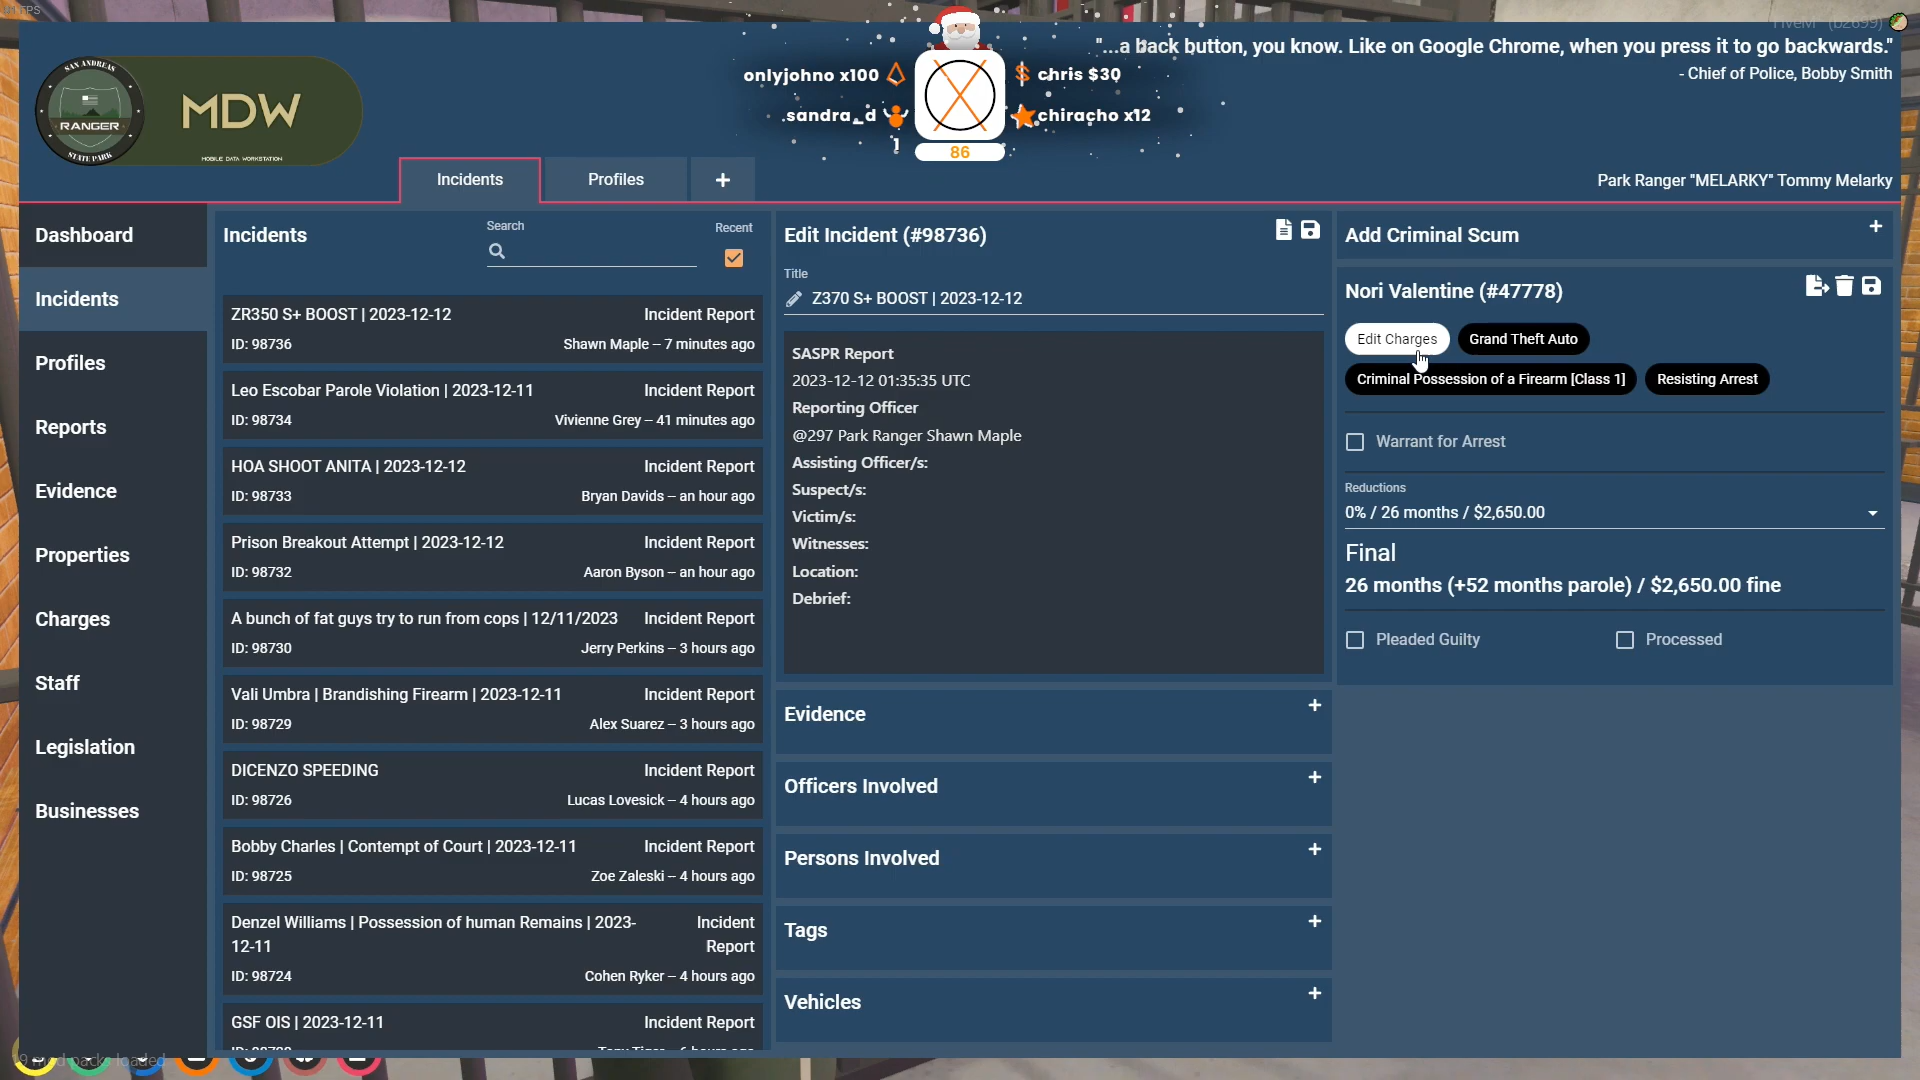 "...a back button, you know. Like on Google Chrome, when you press it to go backwards."
- Chief of Police, Bobby Smith
SAN ANDREAS
RANGER
STATE PARK
MDW
MOBILE DATA WORKSTATION
onlyjohno x100
chris $30
.sandra_d
chiracho x12
1
86
Incidents
Profiles
+
Park Ranger "MELARKY" Tommy Melarky
Dashboard
Incidents
Profiles
Reports
Evidence
Properties
Charges
Staff
Legislation
Businesses
Incidents
Search
Recent
ZR350 S+ BOOST | 2023-12-12
Incident Report
ID: 98736
Shawn Maple – 7 minutes ago
Leo Escobar Parole Violation | 2023-12-11
Incident Report
ID: 98734
Vivienne Grey – 41 minutes ago
HOA SHOOT ANITA | 2023-12-12
Incident Report
ID: 98733
Bryan Davids – an hour ago
Prison Breakout Attempt | 2023-12-12
Incident Report
ID: 98732
Aaron Byson – an hour ago
A bunch of fat guys try to run from cops | 12/11/2023
Incident Report
ID: 98730
Jerry Perkins – 3 hours ago
Vali Umbra | Brandishing Firearm | 2023-12-11
Incident Report
ID: 98729
Alex Suarez – 3 hours ago
DICENZO SPEEDING
Incident Report
ID: 98726
Lucas Lovesick – 4 hours ago
Bobby Charles | Contempt of Court | 2023-12-11
Incident Report
ID: 98725
Zoe Zaleski – 4 hours ago
Denzel Williams | Possession of human Remains | 2023-
12-11
Incident
Report
ID: 98724
Cohen Ryker – 4 hours ago
GSF OIS | 2023-12-11
Incident Report
Edit Incident (#98736)
Title
Z370 S+ BOOST | 2023-12-12
SASPR Report
2023-12-12 01:35:35 UTC
Reporting Officer
@297 Park Ranger Shawn Maple
Assisting Officer/s:
Suspect/s:
Victim/s:
Witnesses:
Location:
Debrief:
Evidence
+
Officers Involved
+
Persons Involved
+
Tags
+
Vehicles
+
Add Criminal Scum
+
Nori Valentine (#47778)
Edit Charges
Grand Theft Auto
Criminal Possession of a Firearm [Class 1]
Resisting Arrest
Warrant for Arrest
Reductions
0% / 26 months / $2,650.00
Final
26 months (+52 months parole) / $2,650.00 fine
Pleaded Guilty
Processed